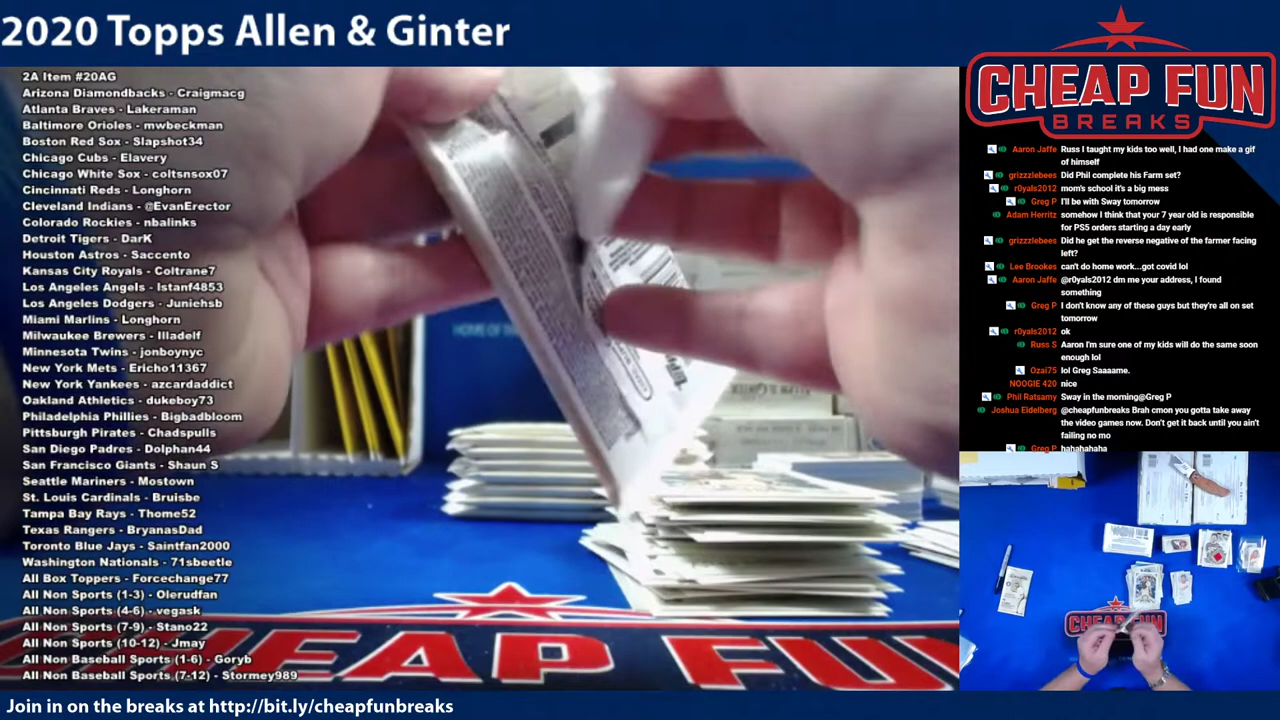 2020 Topps Allen & Ginter
2A Item #20AG
Arizona Diamondbacks - Craigmacg
Atlanta Braves - Lakeraman
Baltimore Orioles - mwbeckman
Boston Red Sox - Slapshot34
Chicago Cubs - Elavery
Chicago White Sox - coltsnsox07
Cincinnati Reds - Longhorn
Cleveland Indians - @EvanErector
Colorado Rockies - nbalinks
Detroit Tigers - DarK
Houston Astros - Saccento
Kansas City Royals - Coltrane7
Los Angeles Angels - lstanf4853
Los Angeles Dodgers - Juniehsb
Miami Marlins - Longhorn
Milwaukee Brewers - Illadelf
Minnesota Twins - jonboynyc
New York Mets - Ericho11367
New York Yankees - azcardaddict
Oakland Athletics - dukeboy73
Philadelphia Phillies - Bigbadbloom
Pittsburgh Pirates - Chadspulls
San Diego Padres - Dolphan44
San Francisco Giants - Shaun S
Seattle Mariners - Mostown
St. Louis Cardinals - Bruisbe
Tampa Bay Rays - Thome52
Texas Rangers - BryanasDad
Toronto Blue Jays - Saintfan2000
Washington Nationals - 71sbeetle
All Box Toppers - Forcechange77
All Non Sports (1-3) - Olerudfan
All Non Sports (4-6) - vegask
All Non Sports (7-9) - Stano22
All Non Sports (10-12) - Jmay
All Non Baseball Sports (1-6) - Goryb
All Non Baseball Sports (7-12) - Stormey989
HOME OF
CHEAP FUN
CHEAP FUN
BREAKS
Aaron Jaffe Russ I taught my kids too well, I had one make a gif
of himself
grizzzlebees Did Phil complete his Farm set?
r0yals2012 mom's school it's a big mess
Greg P I'll be with Sway tomorrow
Adam Herritz somehow I think that your 7 year old is responsible
for PS5 orders starting a day early
grizzzlebees Did he get the reverse negative of the farmer facing
left?
Lee Brookes can't do home work...got covid lol
Aaron Jaffe @r0yals2012 dm me your address, I found
something
Greg P I don't know any of these guys but they're all on set
tomorrow
r0yals2012 ok
Russ S Aaron I'm sure one of my kids will do the same soon
enough lol
Ozai75 lol Greg Saaaame.
NOOGIE 420 nice
Phil Ratsamy Sway in the morning@Greg P
Joshua Eidelberg @cheapfunbreaks Brah cmon you gotta take away
the video games now. Don't get it back until you ain't
failing no mo
Greg P hahahahaha
CHEAP FUN
Join in on the breaks at http://bit.ly/cheapfunbreaks